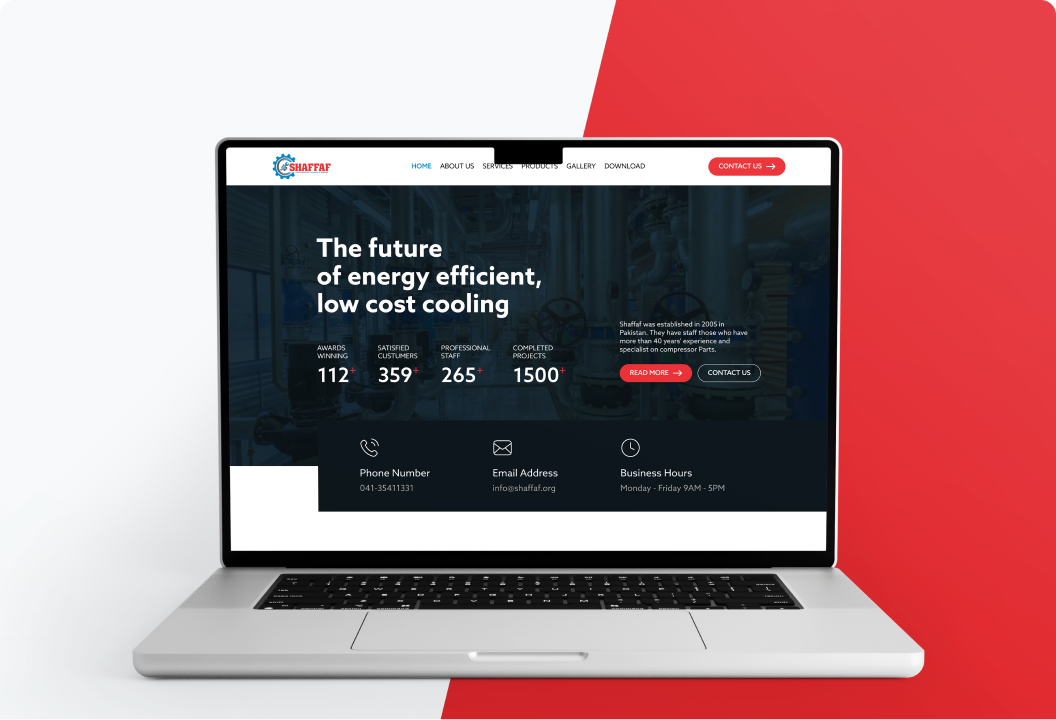 SHAFFAF
HOME ABOUT US SERVICES PRODUCTS GALLERY DOWNLOAD
CONTACT US
The future
of energy efficient,
low cost cooling
AWARDS
WINNING
112+
SATISFIED
CUSTUMERS
359+
PROFESSIONAL
STAFF
265+
COMPLETED
PROJECTS
1500+
Shaffaf was established in 2005 in
Pakistan. They have staff those who have
more than 40 years' experience and
specialist on compressor Parts.
READ MORE
CONTACT US
Phone Number
041-35411331
Email Address
info@shaffaf.org
Business Hours
Monday - Friday 9AM - 5PM